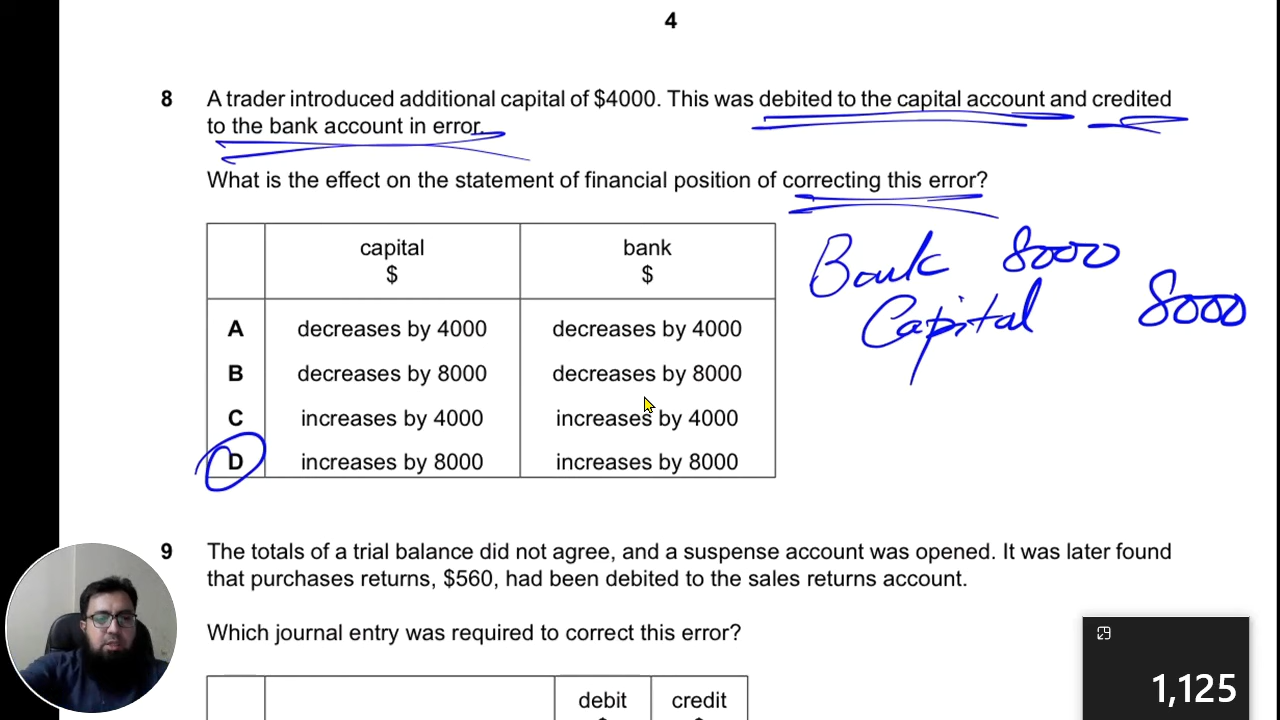 4
8 A trader introduced additional capital of $4000. This was debited to the capital account and credited
to the bank account in error.
What is the effect on the statement of financial position of correcting this error?
capital bank
$ $
Bank 8000
Capital 8000
A decreases by 4000 decreases by 4000
B decreases by 8000 decreases by 8000
C increases by 4000 increases by 4000
D increases by 8000 increases by 8000
9 The totals of a trial balance did not agree, and a suspense account was opened. It was later found
that purchases returns, $560, had been debited to the sales returns account.
Which journal entry was required to correct this error?
debit credit
1,125